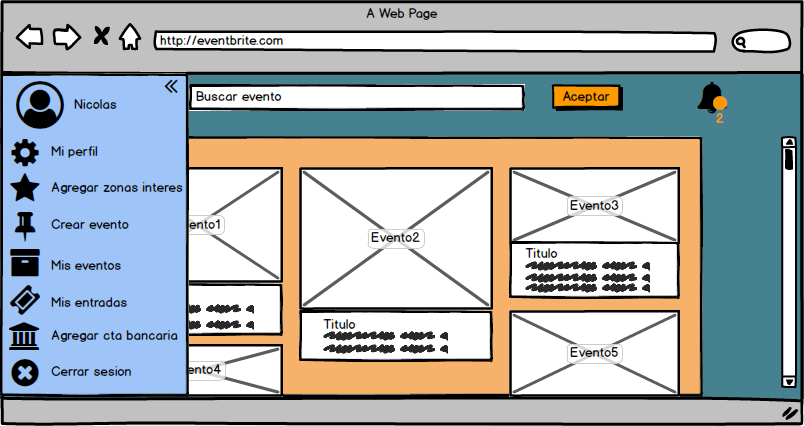 A Web Page
http://eventbrite.com
Nicolas
Buscar evento
Aceptar
2
Mi perfil
Agregar zonas interes
Crear evento
Mis eventos
Mis entradas
Agregar cta bancaria
Cerrar sesion
ento1
Evento2
Evento3
Titulo
Titulo
ento4
Evento5